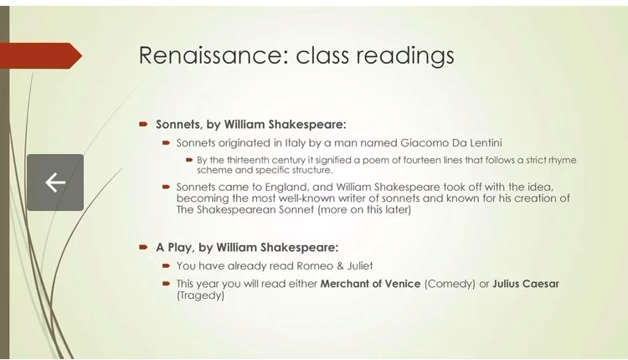 Renaissance: class readings
Sonnets, by William Shakespeare:
Sonnets originated in Italy by a man named Giacomo Da Lentini
By the thirteenth century it signified a poem of fourteen lines that follows a strict rhyme
scheme and specific structure.
Sonnets came to England, and William Shakespeare took off with the idea,
becoming the most well-known writer of sonnets and known for his creation of
The Shakespearean Sonnet (more on this later)
A Play, by William Shakespeare:
You have already read Romeo & Juliet
This year you will read either Merchant of Venice (Comedy) or Julius Caesar
(Tragedy)